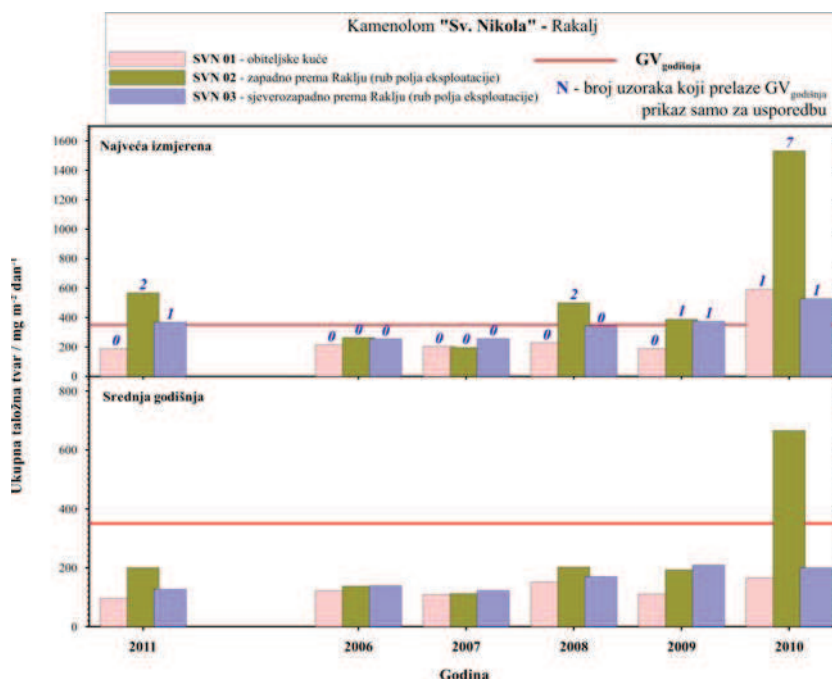 Kamenolom "Sv. Nikola" - Rakalj
SVN 01 - obiteljske kuće
SVN 02 - zapadno prema Raklju (rub polja eksploatacije)
SVN 03 - sjeverozapadno prema Raklju (rub polja eksploatacije)
GVgodišnja
N - broj uzoraka koji prelaze GVgodišnja
prikaz samo za usporedbu
Ukupna taložna tvar / mg m⁻² dan⁻¹
Najveća izmjerena
1600
1400
1200
1000
800
600
400
200
0
0 2 1
0 0 0
0 0 0
0 2 0
0 1 1
1 7 1
Srednja godišnja
800
600
400
200
0
2011 2006 2007 2008 2009 2010
Godina